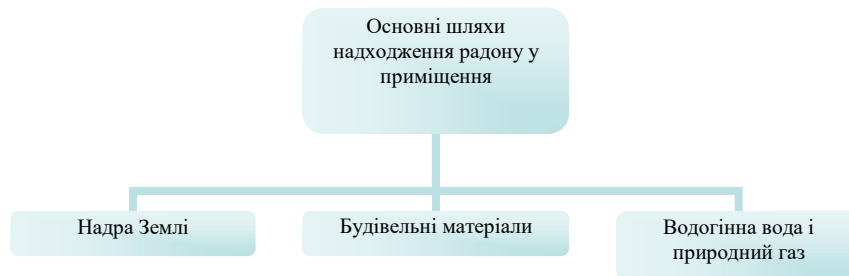 Основні шляхи
надходження радону у
приміщення
Надра Землі
Будівельні матеріали
Водогінна вода і
природний газ